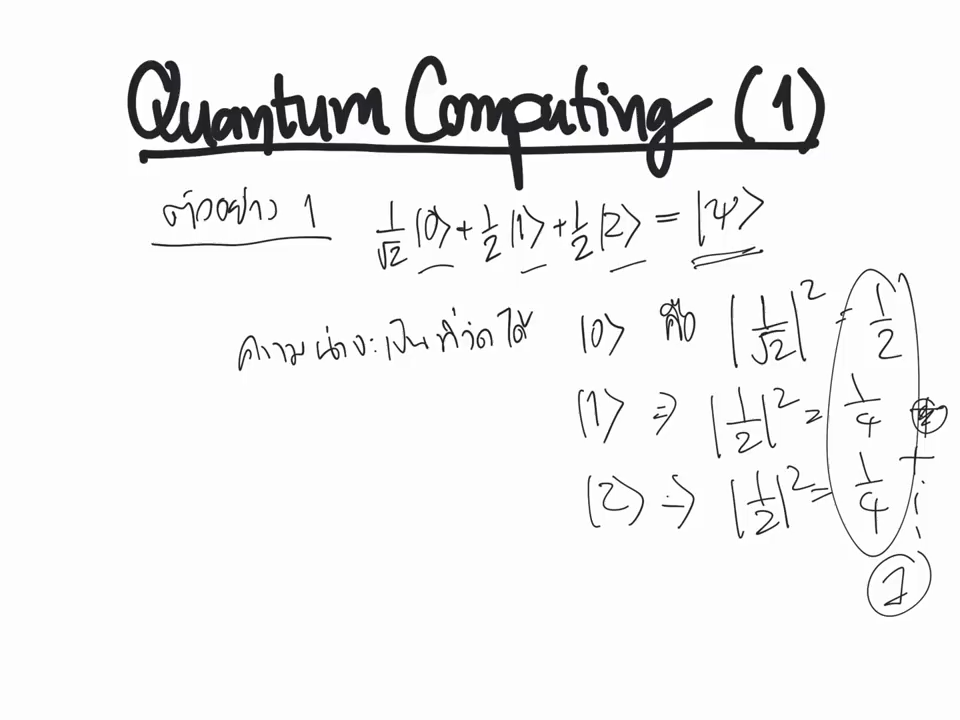 Quantum Computing (1)
ตัวอย่าง 1 1/√2 |0> + 1/2 |1> + 1/2 |2> = |ψ>
ความน่าจะเป็นที่วัดได้ |0> คือ |1/√2|² = 1/2
|1> ⇒ |1/2|² = 1/4
+
|2> ⇒ |1/2|² = 1/4
1